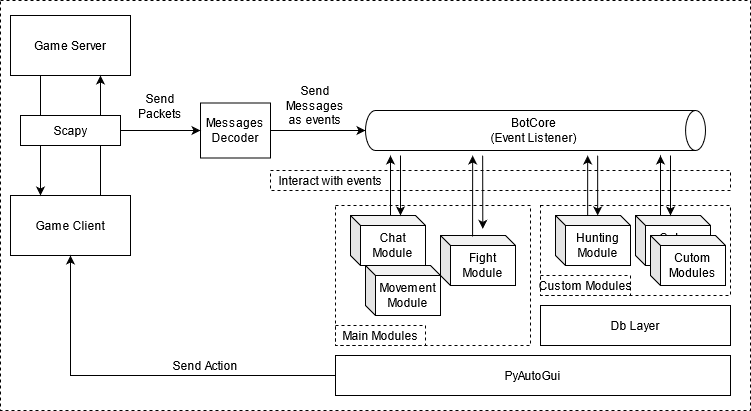 Game Server
Send
Packets
Send
Messages
as events
Scapy
Messages
Decoder
BotCore
(Event Listener)
Interact with events
Game Client
Chat
Module
Movement
Module
Fight
Module
Hunting
Module
Cutom
Modules
Custom Modules
Main Modules
Db Layer
Send Action
PyAutoGui